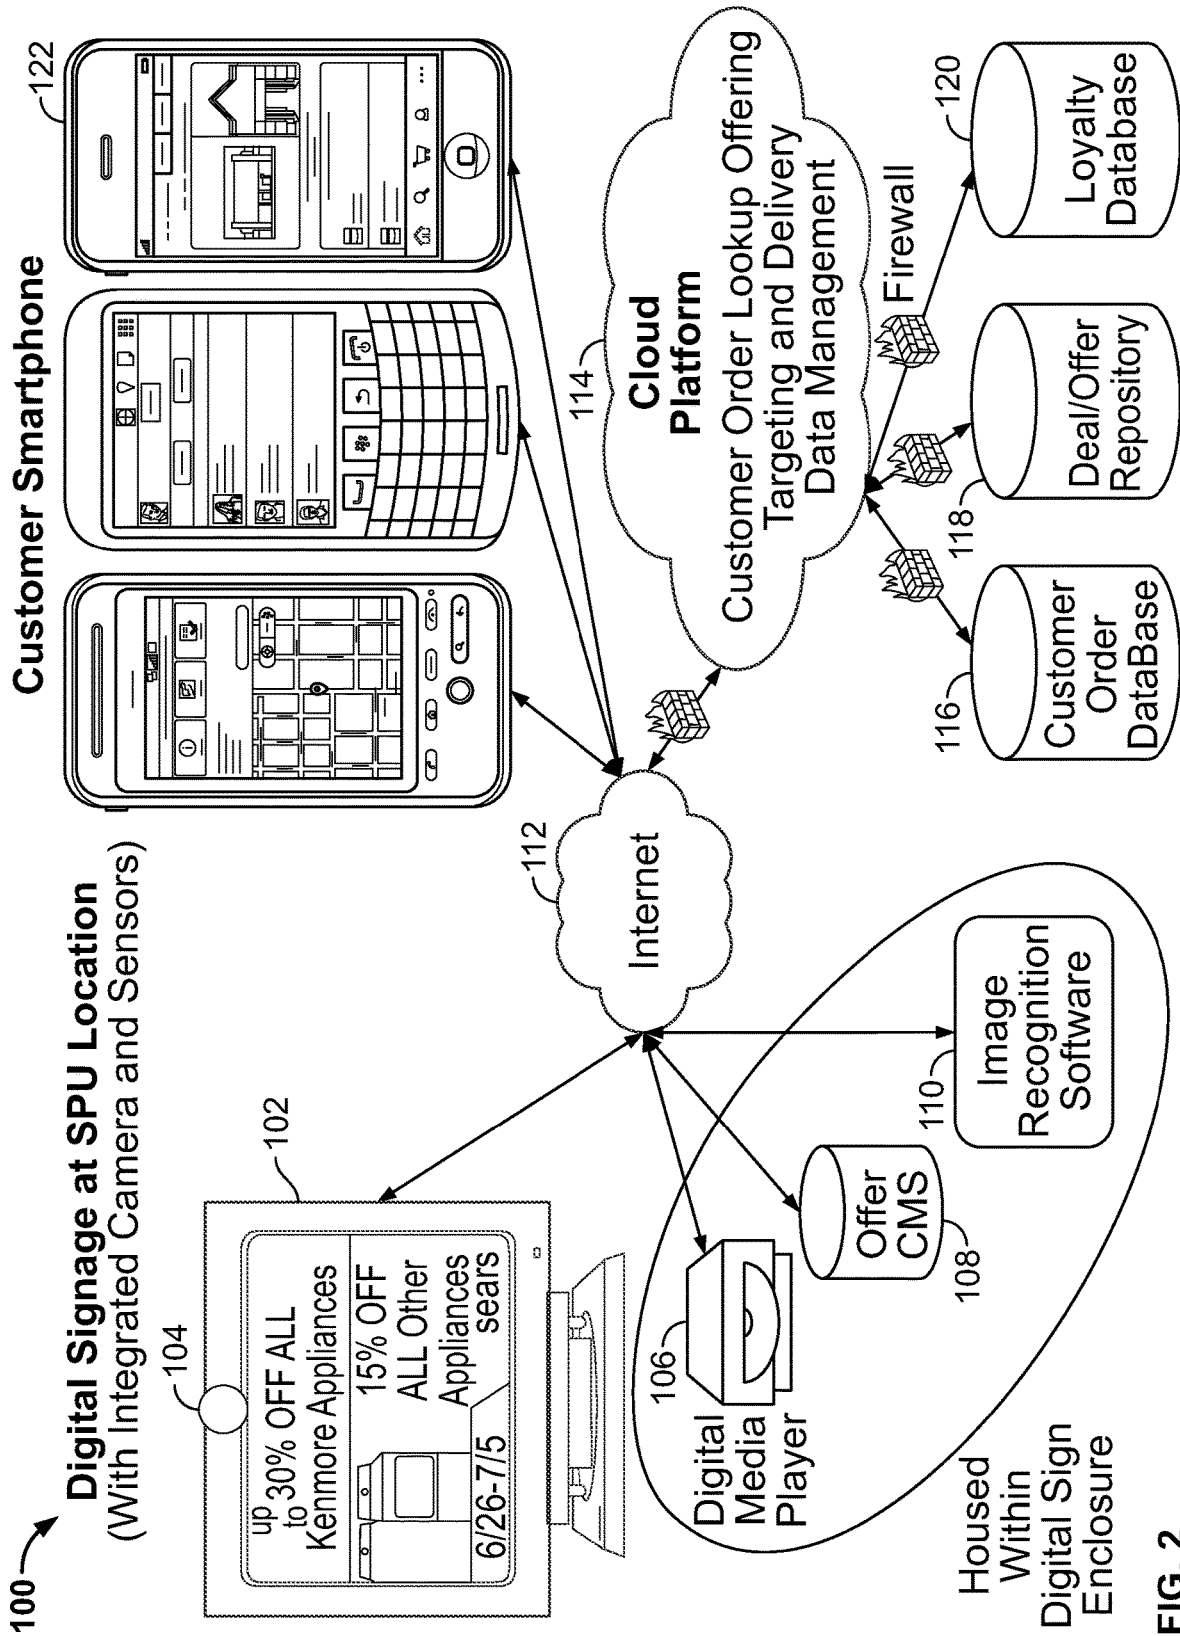 100
Digital Signage at SPU Location
(With Integrated Camera and Sensors)
104
102
up
to
30% OFF ALL
Kenmore Appliances
15% OFF
ALL Other
Appliances
sears
6/26-7/5
Customer Smartphone
122
112
Internet
114
Cloud
Platform
Customer Order Lookup Offering
Targeting and Delivery
Data Management
Firewall
106
Digital
Media
Player
Offer
CMS
108
110
Image
Recognition
Software
Housed
Within
Digital Sign
Enclosure
116
Customer
Order
DataBase
118
Deal/Offer
Repository
120
Loyalty
Database
FIG. 2